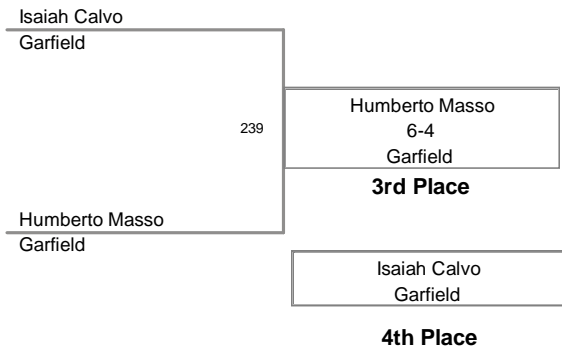 Isaiah Calvo
Garfield
239
Humberto Masso
6-4
Garfield
3rd Place
Humberto Masso
Garfield
Isaiah Calvo
Garfield
4th Place